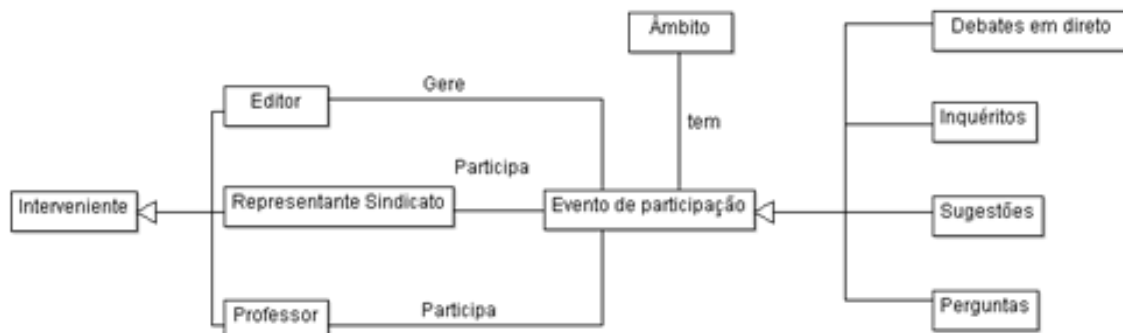 Âmbito
Debates em direto
Editor
Gere
tem
Inquéritos
Participa
Interveniente
Representante Sindicato
Evento de participação
Sugestões
Professor
Participa
Perguntas